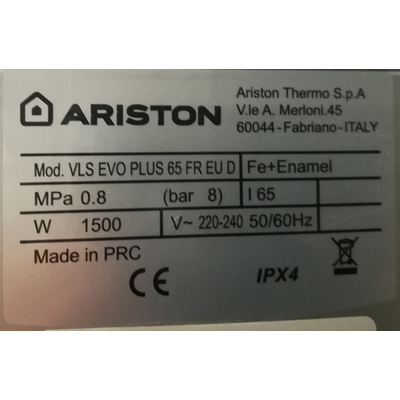 ARISTON
Ariston Thermo S.p.A
V.le A. Merloni.45
60044-Fabriano-ITALY
Mod. VLS EVO PLUS 65 FR EU D Fe+Enamel
MPa 0.8 (bar 8) l 65
W 1500 V~ 220-240 50/60Hz
Made in PRC
CE IPX4